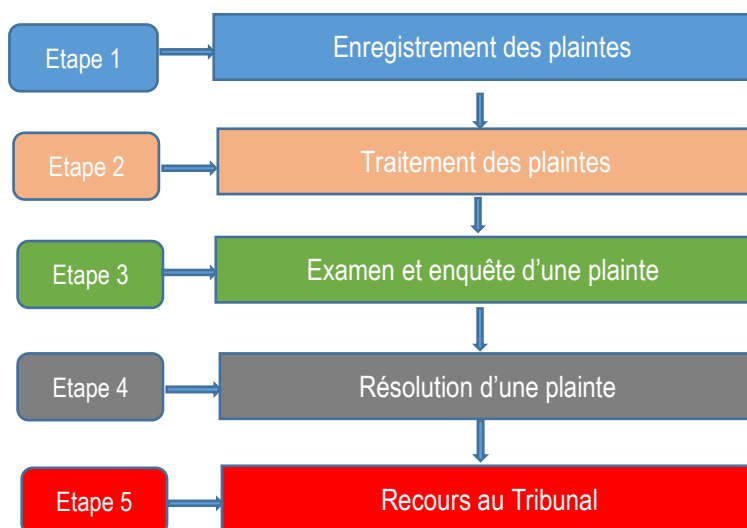 Etape 1
Enregistrement des plaintes
Etape 2
Traitement des plaintes
Etape 3
Examen et enquête d’une plainte
Etape 4
Résolution d’une plainte
Etape 5
Recours au Tribunal